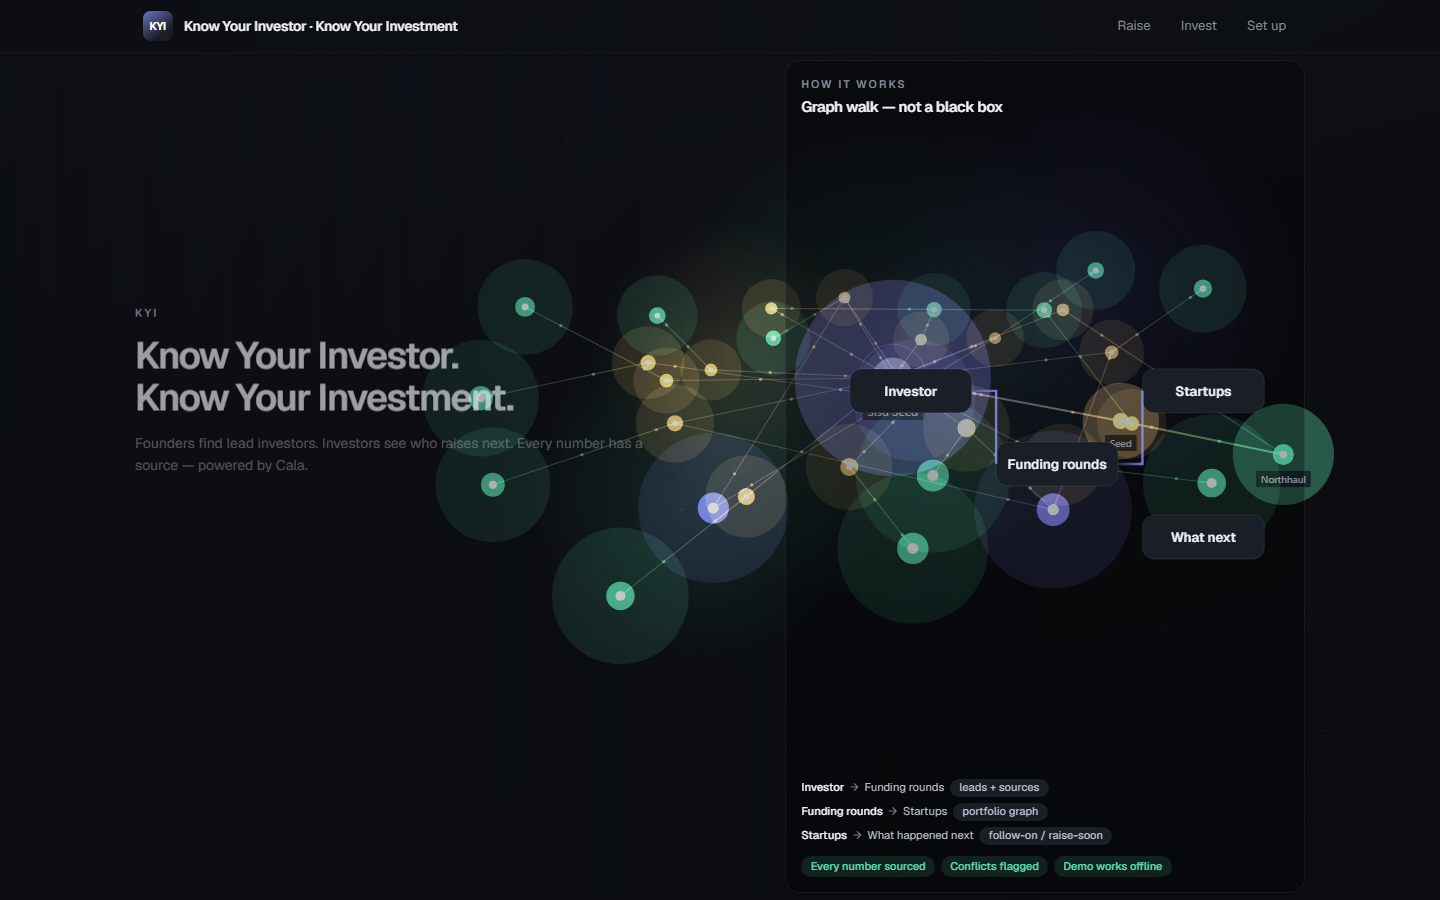 KYI
Know Your Investor · Know Your Investment
Raise
Invest
Set up
KYI
Know Your Investor.
Know Your Investment.
Founders find lead investors. Investors see who raises next. Every number has a
source — powered by Cala.
HOW IT WORKS
Graph walk — not a black box
Investor
Startups
Seed
Funding rounds
Northhaul
What next
Investor → Funding rounds leads + sources
Funding rounds → Startups portfolio graph
Startups → What happened next follow-on / raise-soon
Every number sourced
Conflicts flagged
Demo works offline